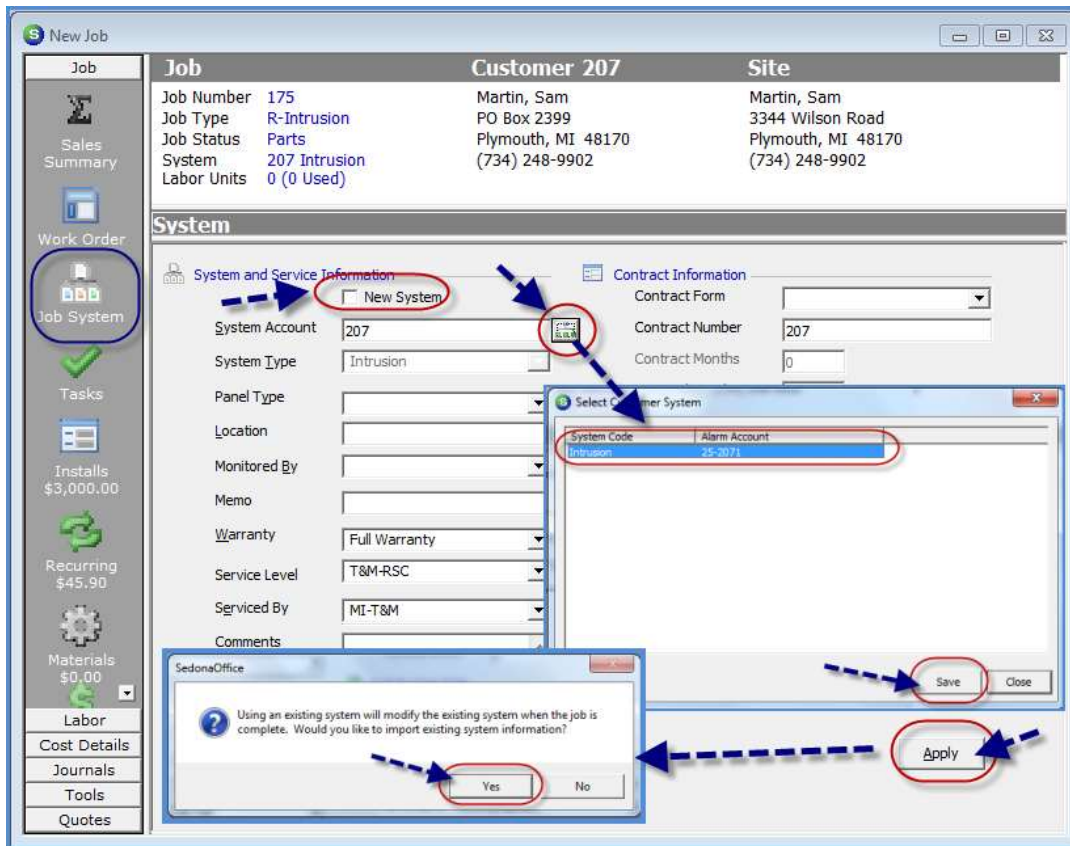 New Job
Job
Sales
Summary
Work Order
Job System
Tasks
Installs
$3,000.00
Recurring
$45.90
Materials
$0.00
Labor
Cost Details
Journals
Tools
Quotes
Job Customer 207 Site
Job Number 175 Martin, Sam Martin, Sam
Job Type R-Intrusion PO Box 2399 3344 Wilson Road
Job Status Parts Plymouth, MI 48170 Plymouth, MI 48170
System 207 Intrusion (734) 248-9902 (734) 248-9902
Labor Units 0 (0 Used)
System
System and Service Information
New System
System Account 207
System Type Intrusion
Panel Type
Location
Monitored By
Memo
Warranty Full Warranty
Service Level T&M-RSC
Serviced By MI-T&M
Comments
Contract Information
Contract Form
Contract Number 207
Contract Months 0
Select Customer System
System Code Alarm Account
Intrusion 25-2071
Save Close
Apply
SedonaOffice
Using an existing system will modify the existing system when the job is
complete. Would you like to import existing system information?
Yes No